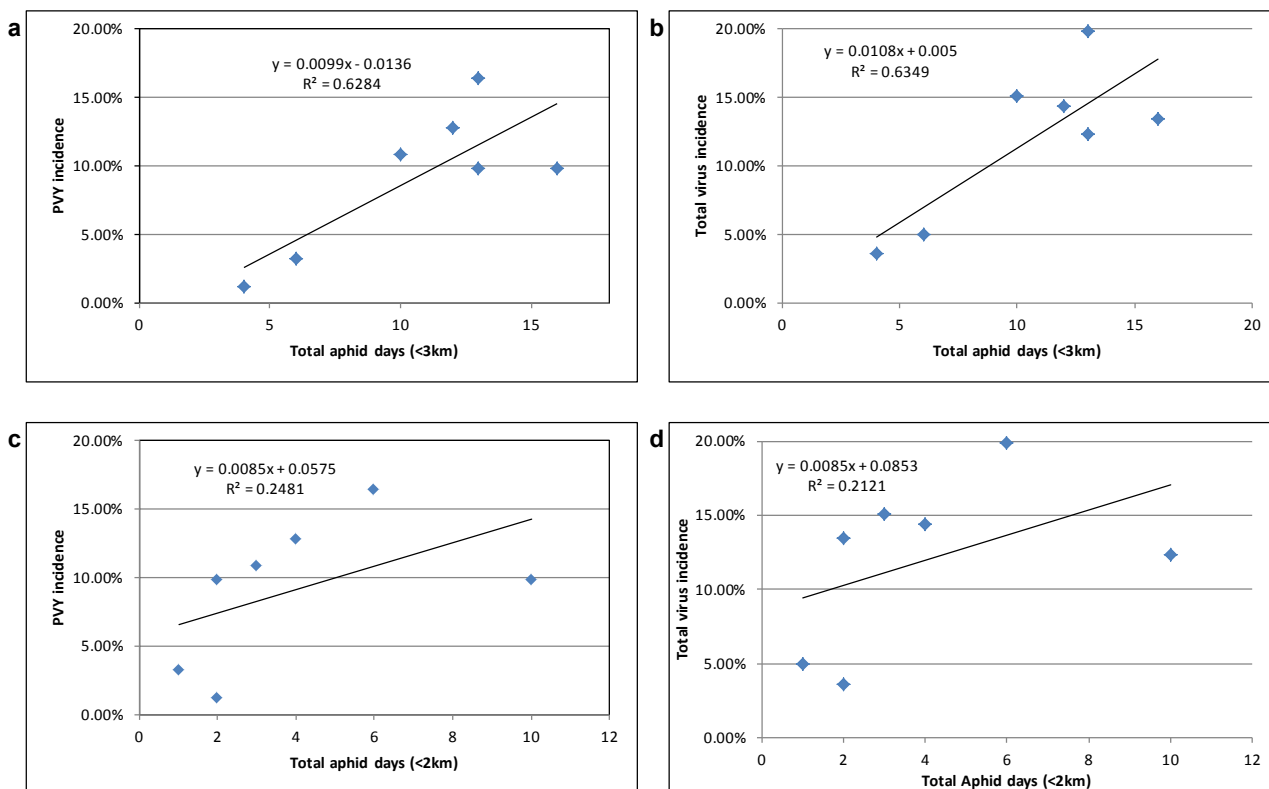 a
20.00%
15.00%
10.00%
5.00%
0.00%
PVY incidence
y = 0.0099x - 0.0136
R² = 0.6284
0 5 10 15
Total aphid days (<3km)
b
20.00%
15.00%
10.00%
5.00%
0.00%
Total virus incidence
y = 0.0108x + 0.005
R² = 0.6349
0 5 10 15 20
Total aphid days (<3km)
c
20.00%
15.00%
10.00%
5.00%
0.00%
PVY incidence
y = 0.0085x + 0.0575
R² = 0.2481
0 2 4 6 8 10 12
Total aphid days (<2km)
d
20.00%
15.00%
10.00%
5.00%
0.00%
Total virus incidence
y = 0.0085x + 0.0853
R² = 0.2121
0 2 4 6 8 10 12
Total Aphid days (<2km)